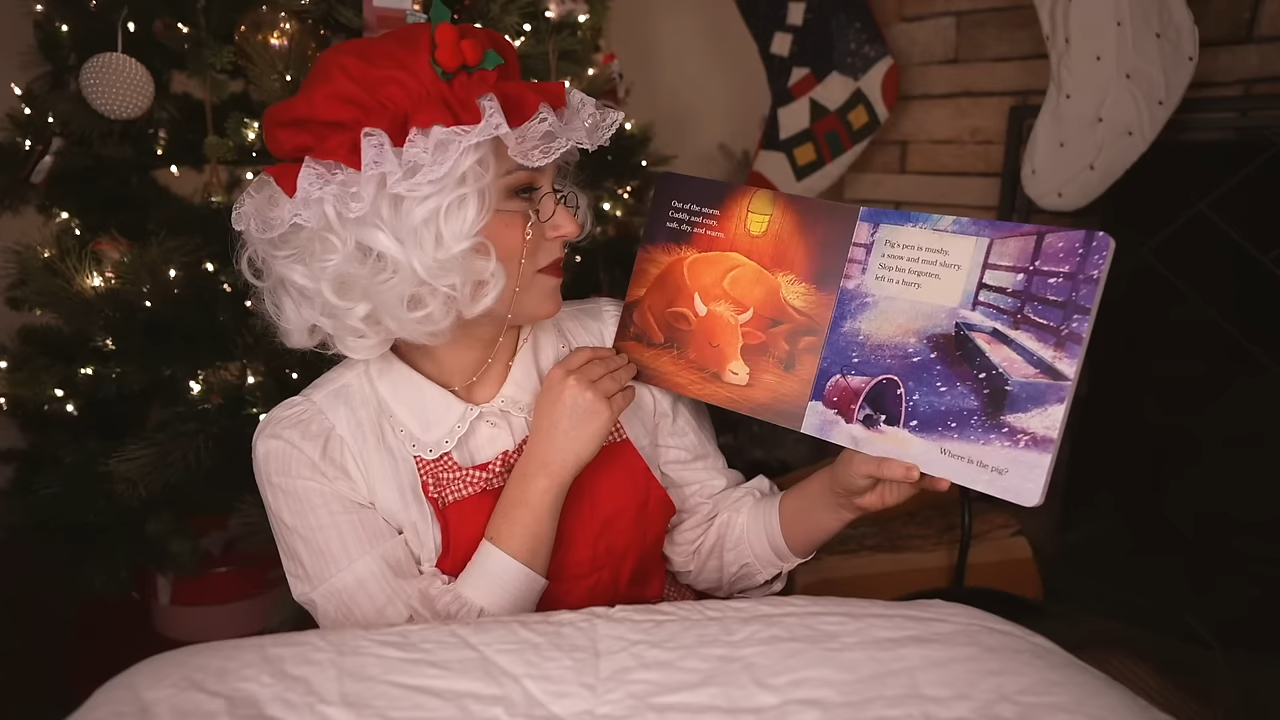 Out of the storm.
Cuddly and cozy,
safe, dry, and warm.
Pig's pen is mushy,
a snow and mud slurry.
Slop bin forgotten,
left in a hurry.
Where is the pig?